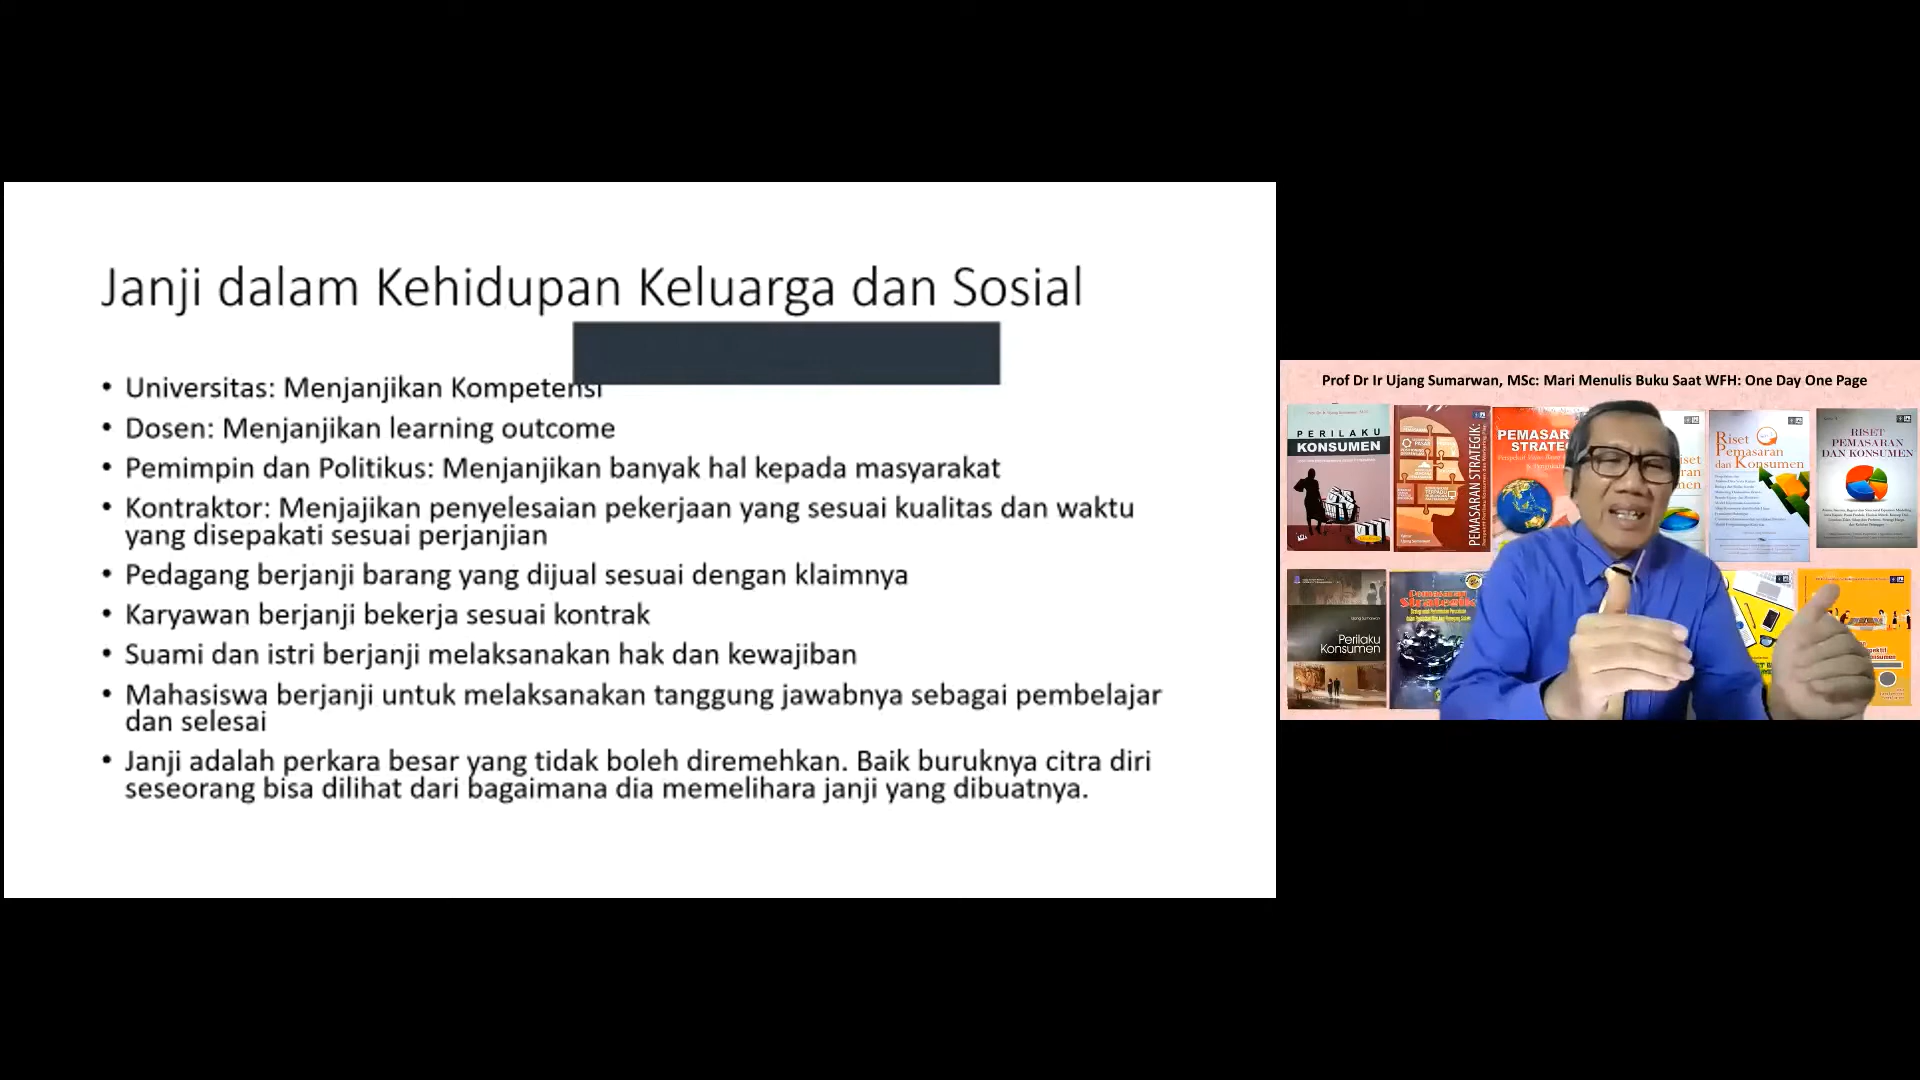 Janji dalam Kehidupan Keluarga dan Sosial
• Universitas: Menjanjikan Kompetensi
• Dosen: Menjanjikan learning outcome
• Pemimpin dan Politikus: Menjanjikan banyak hal kepada masyarakat
• Kontraktor: Menjajikan penyelesaian pekerjaan yang sesuai kualitas dan waktu
yang disepakati sesuai perjanjian
• Pedagang berjanji barang yang dijual sesuai dengan klaimnya
• Karyawan berjanji bekerja sesuai kontrak
• Suami dan istri berjanji melaksanakan hak dan kewajiban
• Mahasiswa berjanji untuk melaksanakan tanggung jawabnya sebagai pembelajar
dan selesai
• Janji adalah perkara besar yang tidak boleh diremehkan. Baik buruknya citra diri
seseorang bisa dilihat dari bagaimana dia memelihara janji yang dibuatnya.
Prof Dr Ir Ujang Sumarwan, MSc: Mari Menulis Buku Saat WFH: One Day One Page
PERILAKU
KONSUMEN
PEMASARAN STRATEGIK:
Riset
Pemasaran
dan Konsumen
RISET
PEMASARAN
DAN KONSUMEN
Ujang Sumarwan
Perilaku
Konsumen
Pemasaran